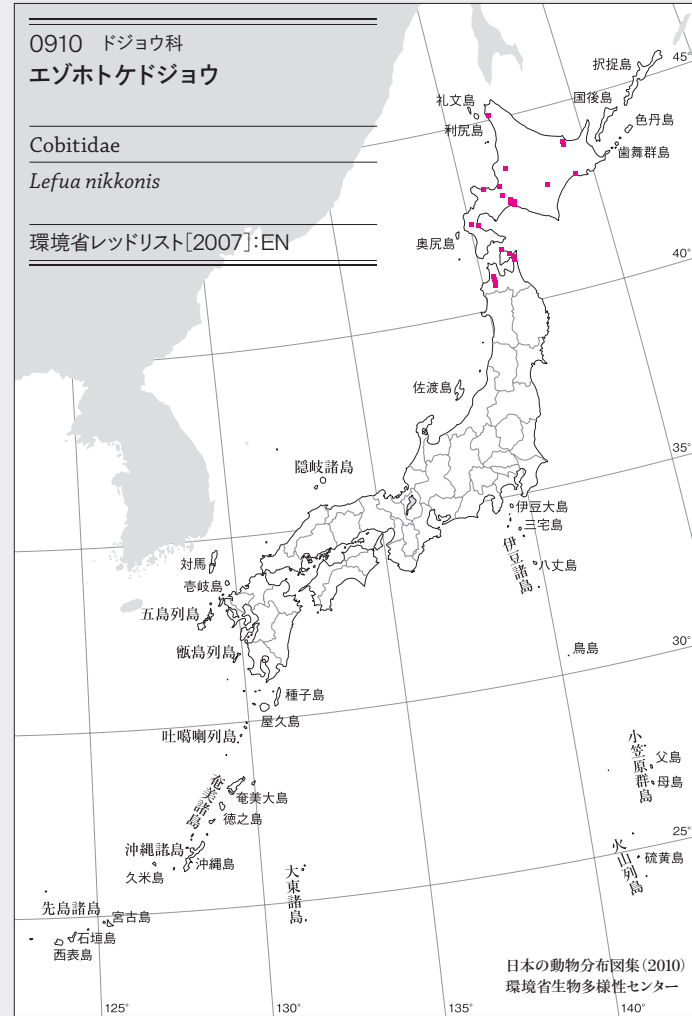 0910 ドジョウ科
エゾホトケドジョウ
Cobitidae
Lefua nikkonis
環境省レッドリスト[2007]:EN
択捉島
45°
礼文島
国後島
利尻島
色丹島
歯舞群島
奥尻島
40°
佐渡島
35°
隠岐諸島
伊豆大島
三宅島
伊豆諸島
八丈島
対馬
壱岐島
五島列島
甑島列島
鳥島
30°
種子島
屋久島
吐噶喇列島
小笠原群島
父島
母島
奄美諸島
奄美大島
徳之島
25°
沖縄諸島
沖縄島
久米島
火山列島
硫黄島
大東諸島
先島諸島
宮古島
石垣島
西表島
日本の動物分布図集(2010)
環境省生物多様性センター
125°
130°
135°
140°